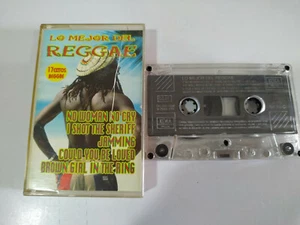 LO MEJOR DEL
REGGAE
NO WOMAN NO CRY
I SHOT THE SHERIFF
JAMMING
COULD YOU BE LOVED
BROWN GIRL IN THE RING